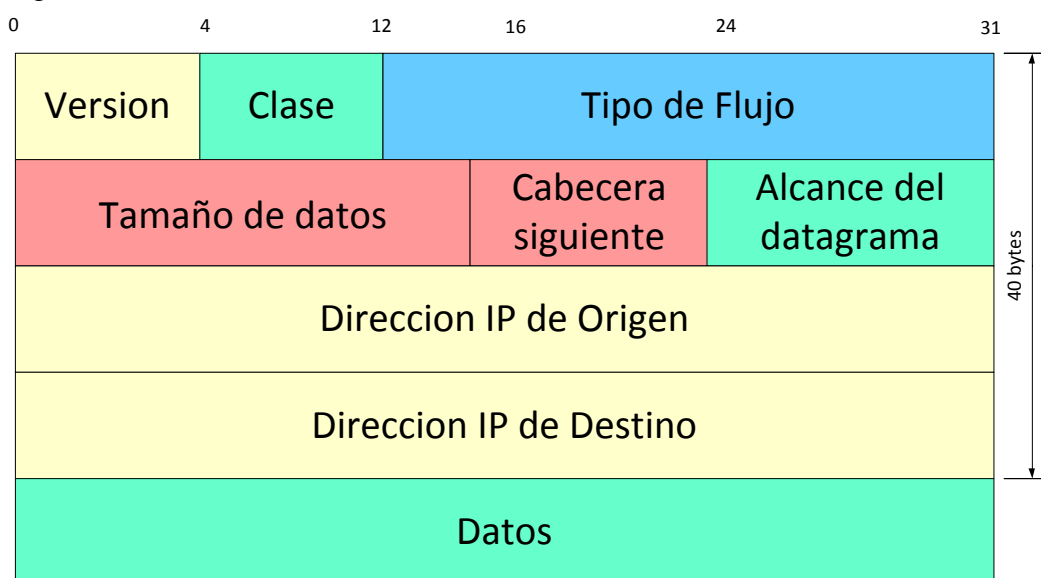 0 4 12 16 24 31
Version Clase Tipo de Flujo
Tamaño de datos Cabecera siguiente Alcance del datagrama
Direccion IP de Origen
Direccion IP de Destino
Datos
40 bytes